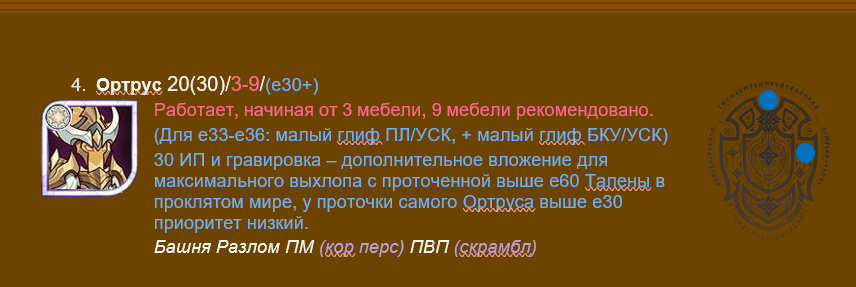 4. Ортрус 20(30)/3-9/(е30+)
Работает, начиная от 3 мебели, 9 мебели рекомендовано.
(Для е33-е36: малый глиф ПЛ/УСК, + малый глиф БКУ/УСК)
30 ИП и гравировка – дополнительное вложение для
максимального выхлопа с проточенной выше е60 Талены в
проклятом мире, у проточки самого Ортруса выше е30
приоритет низкий.
Башня Разлом ПМ (кор перс) ПВП (скрамбл)